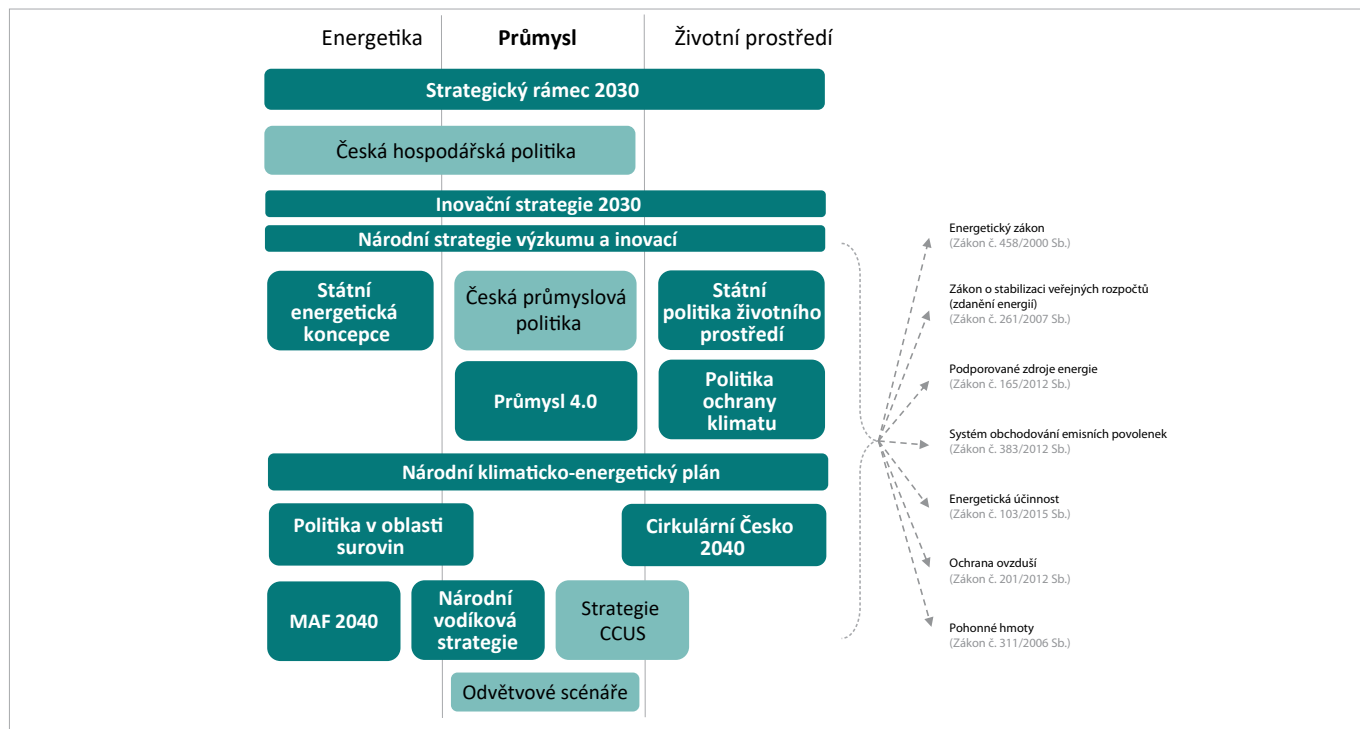 Energetika
Průmysl
Životní prostředí
Strategický rámec 2030
Česká hospodářská politika
Inovační strategie 2030
Národní strategie výzkumu a inovací
Státní
energetická
koncepce
Česká průmyslová
politika
Státní
politika životního
prostředí
Průmysl 4.0
Politika
ochrany
klimatu
Národní klimaticko-energetický plán
Politika v oblasti
surovin
Cirkulární Česko
2040
MAF 2040
Národní
vodíková
strategie
Strategie
CCUS
Odvětvové scénáře
Energetický zákon
(Zákon č. 458/2000 Sb.)
Zákon o stabilizaci veřejných rozpočtů
(zdanění energií)
(Zákon č. 261/2007 Sb.)
Podporované zdroje energie
(Zákon č. 165/2012 Sb.)
Systém obchodování emisních povolenek
(Zákon č. 383/2012 Sb.)
Energetická účinnost
(Zákon č. 103/2015 Sb.)
Ochrana ovzduší
(Zákon č. 201/2012 Sb.)
Pohonné hmoty
(Zákon č. 311/2006 Sb.)